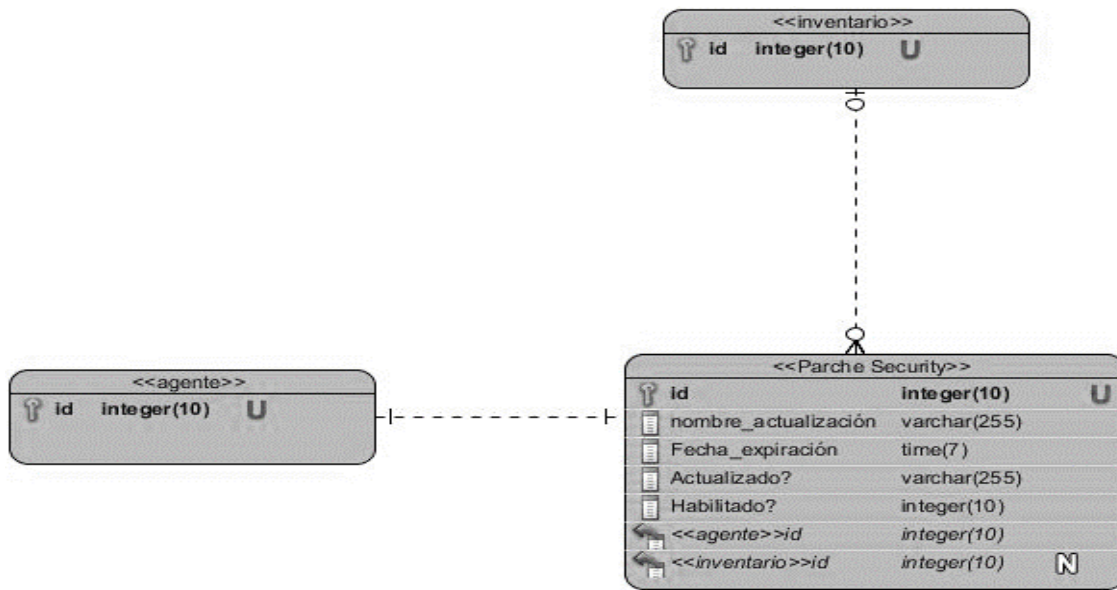 <<inventario>>
id integer(10) U
<<agente>>
id integer(10) U
<<Parche Security>>
id integer(10) U
nombre_actualización varchar(255)
Fecha_expiración time(7)
Actualizado? varchar(255)
Habilitado? integer(10)
<<agente>>id integer(10)
<<inventario>>id integer(10) N